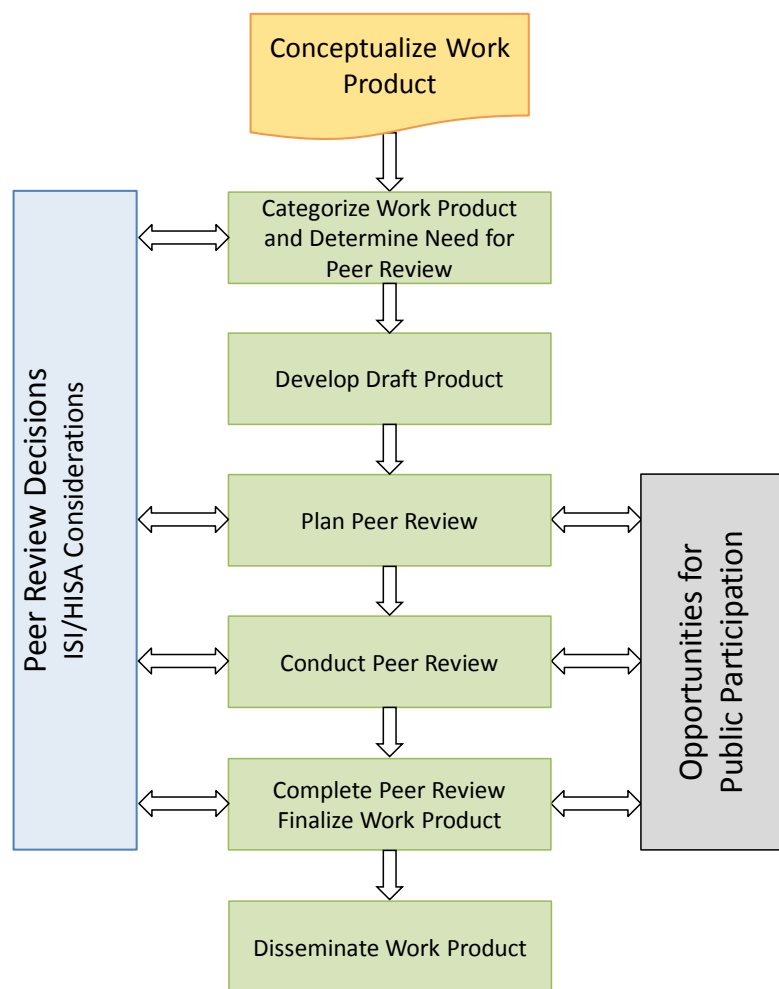 Conceptualize Work
Product
Categorize Work Product
and Determine Need for
Peer Review
Develop Draft Product
Plan Peer Review
Conduct Peer Review
Complete Peer Review
Finalize Work Product
Disseminate Work Product
Peer Review Decisions
ISI/HISA Considerations
Opportunities for
Public Participation